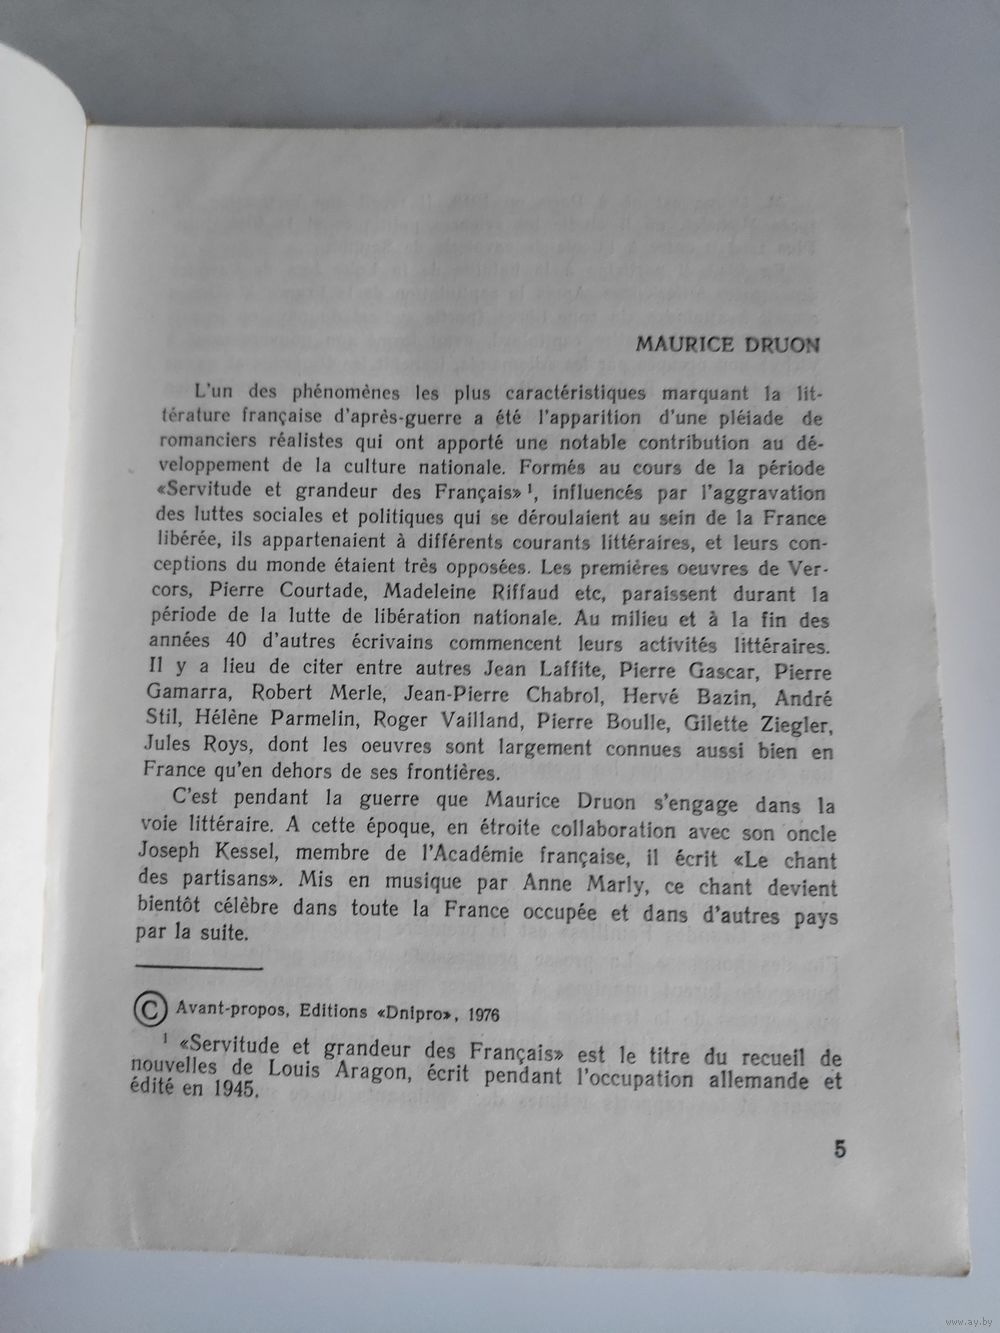 MAURICE DRUON
L'un des phénomènes les plus caractéristiques marquant la lit-
térature française d'après-guerre a été l'apparition d'une pléiade de
romanciers réalistes qui ont apporté une notable contribution au dé-
veloppement de la culture nationale. Formés au cours de la période
«Servitude et grandeur des Français» ¹, influencés par l'aggravation
des luttes sociales et politiques qui se déroulaient au sein de la France
libérée, ils appartenaient à différents courants littéraires, et leurs con-
ceptions du monde étaient très opposées. Les premières oeuvres de Ver-
cors, Pierre Courtade, Madeleine Riffaud etc, paraissent durant la
période de la lutte de libération nationale. Au milieu et à la fin des
années 40 d'autres écrivains commencent leurs activités littéraires.
Il y a lieu de citer entre autres Jean Laffite, Pierre Gascar, Pierre
Gamarra, Robert Merle, Jean-Pierre Chabrol, Hervé Bazin, André
Stil, Hélène Parmelin, Roger Vailland, Pierre Boulle, Gilette Ziegler,
Jules Roys, dont les oeuvres sont largement connues aussi bien en
France qu'en dehors de ses frontières.
C'est pendant la guerre que Maurice Druon s'engage dans la
voie littéraire. A cette époque, en étroite collaboration avec son oncle
Joseph Kessel, membre de l'Académie française, il écrit «Le chant
des partisans». Mis en musique par Anne Marly, ce chant devient
bientôt célèbre dans toute la France occupée et dans d'autres pays
par la suite.
© Avant-propos, Editions «Dnipro», 1976
¹ «Servitude et grandeur des Français» est le titre du recueil de
nouvelles de Louis Aragon, écrit pendant l'occupation allemande et
édité en 1945.
5
www.ay.by